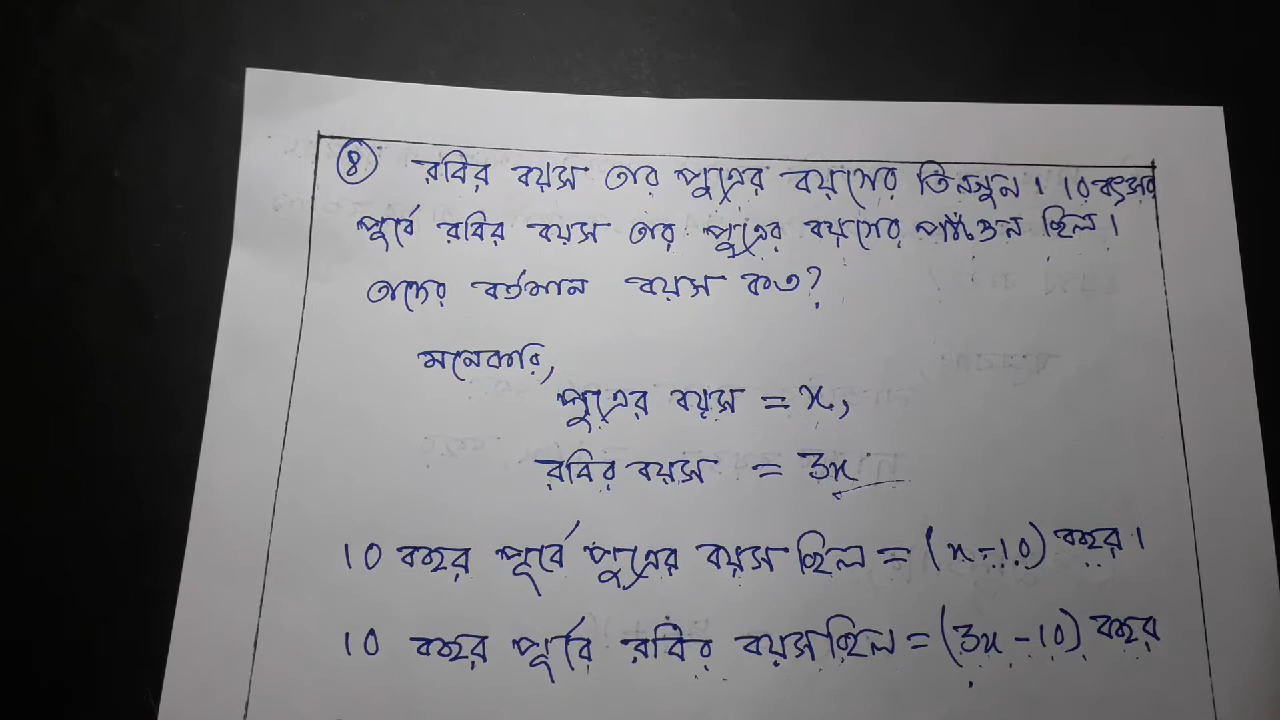 ৪ রবির বয়স তার পুত্রের বয়সের তিনগুন। 10 বৎসর
পূর্বে রবির বয়স তার পুত্রের বয়সের পাঁচগুন ছিল।
তাদের বর্তমান বয়স কত?
মনেকরি,
পুত্রের বয়স = x,
রবির বয়স = 3x
10 বছর পূর্বে পুত্রের বয়স ছিল = (x-10) বছর।
10 বছর পূর্বে রবির বয়স ছিল = (3x-10) বছর